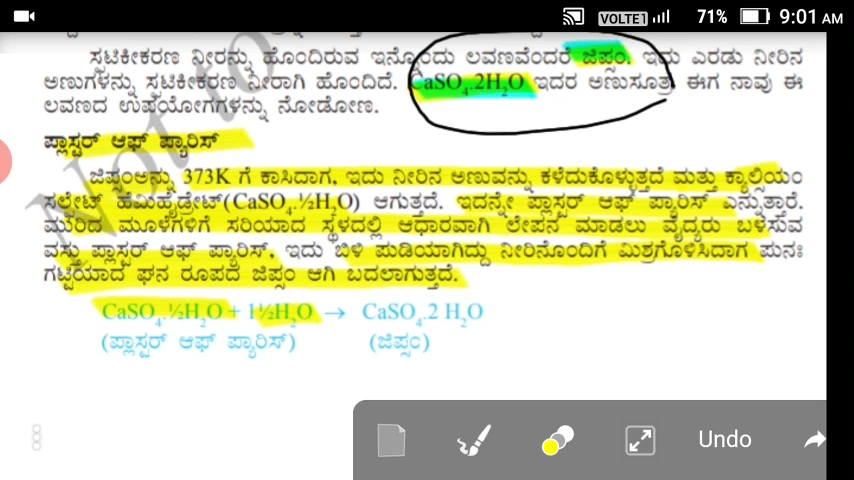 VOLTE1 71% 9:01 AM
ಸ್ಫಟಿಕೀಕರಣ ನೀರನ್ನು ಹೊಂದಿರುವ ಇನ್ನೊಂದು ಲವಣವೆಂದರೆ ಜಿಪ್ಸಂ. ಇದು ಎರಡು ನೀರಿನ
ಅಣುಗಳನ್ನು ಸ್ಫಟಿಕೀಕರಣ ನೀರಾಗಿ ಹೊಂದಿದೆ. CaSO₄.2H₂O ಇದರ ಅಣುಸೂತ್ರ. ಈಗ ನಾವು ಈ
ಲವಣದ ಉಪಯೋಗಗಳನ್ನು ನೋಡೋಣ.
ಪ್ಲಾಸ್ಟರ್ ಆಫ್ ಪ್ಯಾರಿಸ್
ಜಿಪ್ಸಂಅನ್ನು 373K ಗೆ ಕಾಸಿದಾಗ, ಇದು ನೀರಿನ ಅಣುವನ್ನು ಕಳೆದುಕೊಳ್ಳುತ್ತದೆ ಮತ್ತು ಕ್ಯಾಲ್ಸಿಯಂ
ಸಲ್ಫೇಟ್ ಹೆಮಿಹೈಡ್ರೇಟ್(CaSO₄.½H₂O) ಆಗುತ್ತದೆ. ಇದನ್ನೇ ಪ್ಲಾಸ್ಟರ್ ಆಫ್ ಪ್ಯಾರಿಸ್ ಎನ್ನುತ್ತಾರೆ.
ಮುರಿದ ಮೂಳೆಗಳಿಗೆ ಸರಿಯಾದ ಸ್ಥಳದಲ್ಲಿ ಆಧಾರವಾಗಿ ಲೇಪನ ಮಾಡಲು ವೈದ್ಯರು ಬಳಸುವ
ವಸ್ತು ಪ್ಲಾಸ್ಟರ್ ಆಫ್ ಪ್ಯಾರಿಸ್, ಇದು ಬಿಳಿ ಪುಡಿಯಾಗಿದ್ದು ನೀರಿನೊಂದಿಗೆ ಮಿಶ್ರಗೊಳಿಸಿದಾಗ ಪುನಃ
ಗಟ್ಟಿಯಾದ ಘನ ರೂಪದ ಜಿಪ್ಸಂ ಆಗಿ ಬದಲಾಗುತ್ತದೆ.
CaSO₄.½H₂O + 1½H₂O → CaSO₄.2 H₂O
(ಪ್ಲಾಸ್ಟರ್ ಆಫ್ ಪ್ಯಾರಿಸ್) (ಜಿಪ್ಸಂ)
Not to
Undo